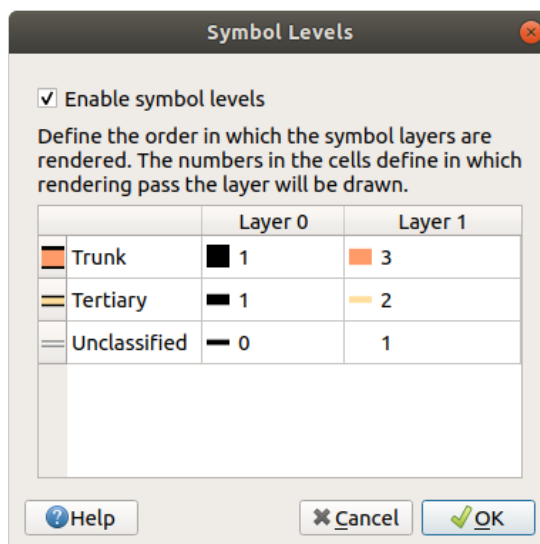 Symbol Levels
Enable symbol levels
Define the order in which the symbol layers are
rendered. The numbers in the cells define in which
rendering pass the layer will be drawn.
Layer 0 Layer 1
Trunk 1 3
Tertiary 1 2
Unclassified 0 1
Help Cancel OK